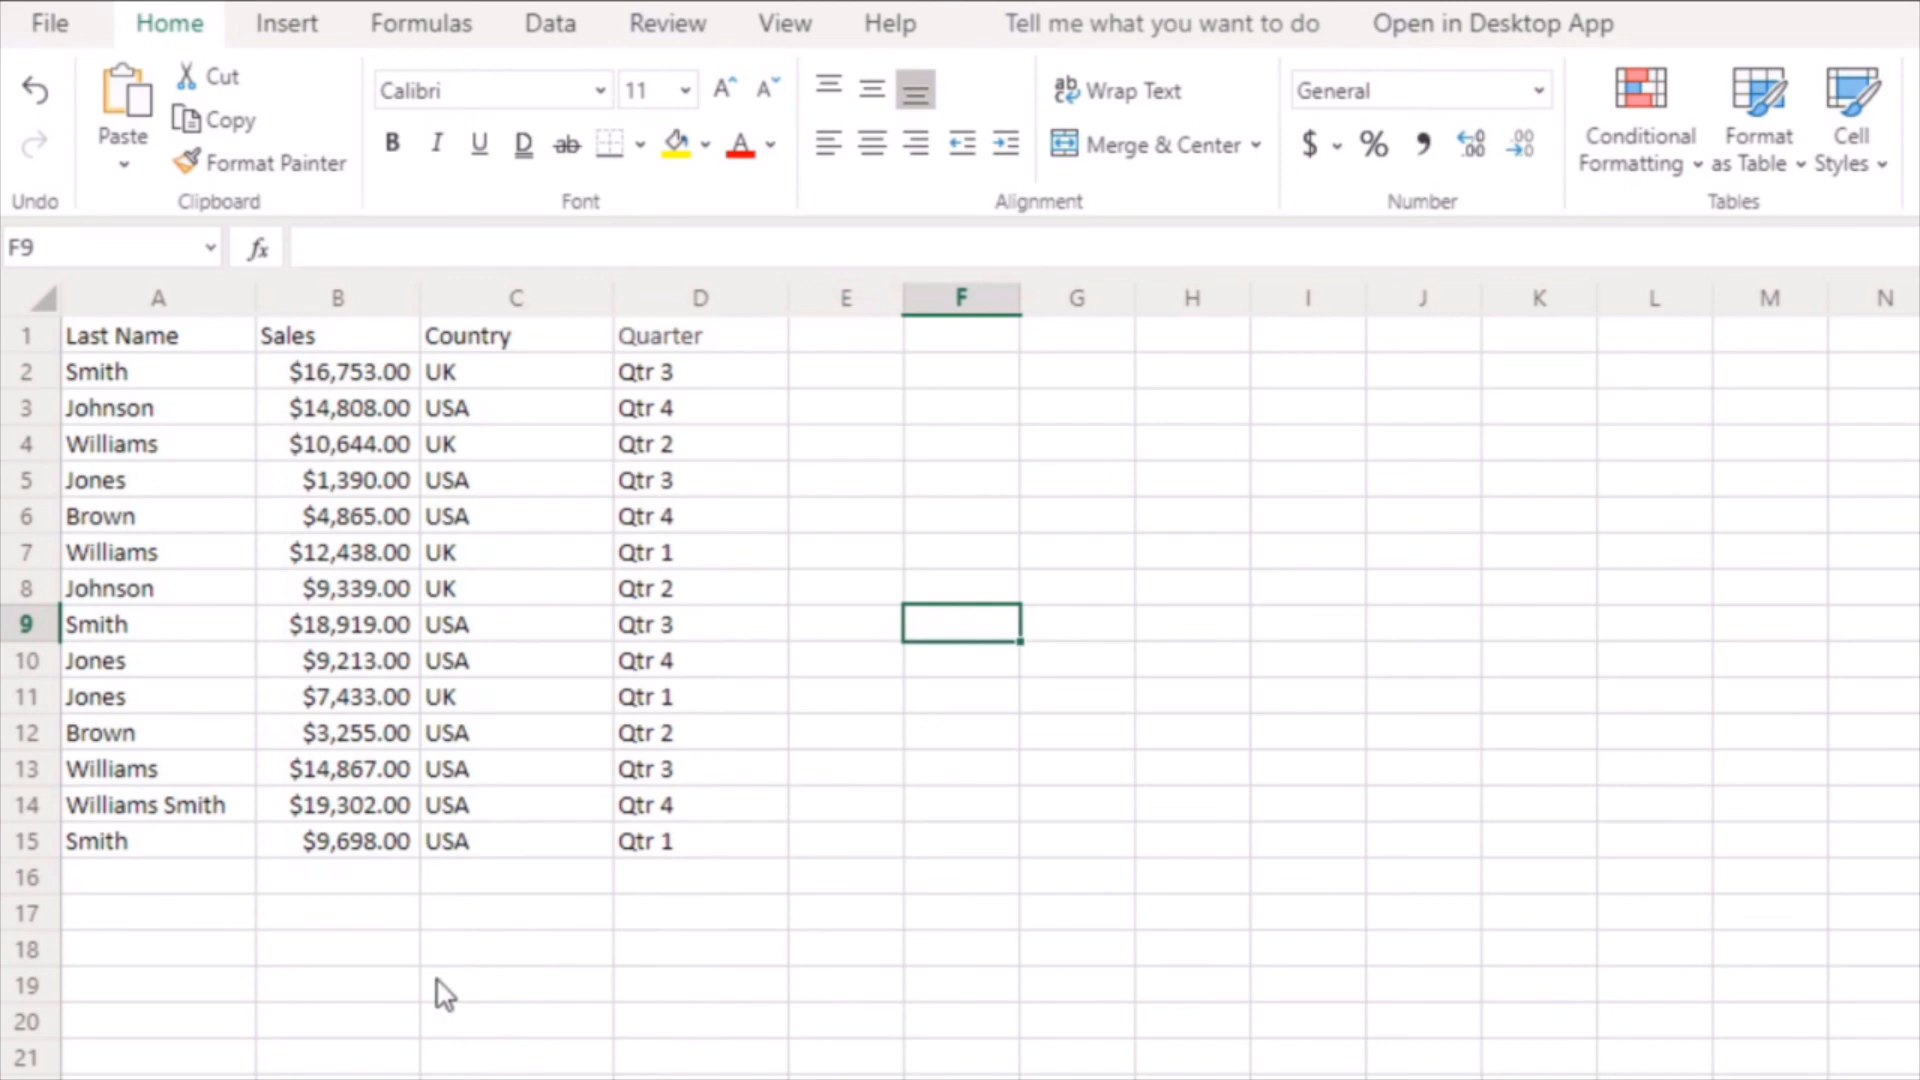 File Home Insert Formulas Data Review View Help Tell me what you want to do Open in Desktop App
Undo
Paste
Cut
Copy
Format Painter
Clipboard
Calibri 11 A A
B I U D ab A
Font
ab Wrap Text
Merge & Center
Alignment
General
$ % , .00 .00
Number
Conditional Formatting
Format as Table
Cell Styles
Tables
F9 fx
A B C D E F G H I J K L M N
1 Last Name Sales Country Quarter
2 Smith $16,753.00 UK Qtr 3
3 Johnson $14,808.00 USA Qtr 4
4 Williams $10,644.00 UK Qtr 2
5 Jones $1,390.00 USA Qtr 3
6 Brown $4,865.00 USA Qtr 4
7 Williams $12,438.00 UK Qtr 1
8 Johnson $9,339.00 UK Qtr 2
9 Smith $18,919.00 USA Qtr 3
10 Jones $9,213.00 USA Qtr 4
11 Jones $7,433.00 UK Qtr 1
12 Brown $3,255.00 USA Qtr 2
13 Williams $14,867.00 USA Qtr 3
14 Williams Smith $19,302.00 USA Qtr 4
15 Smith $9,698.00 USA Qtr 1
16
17
18
19
20
21